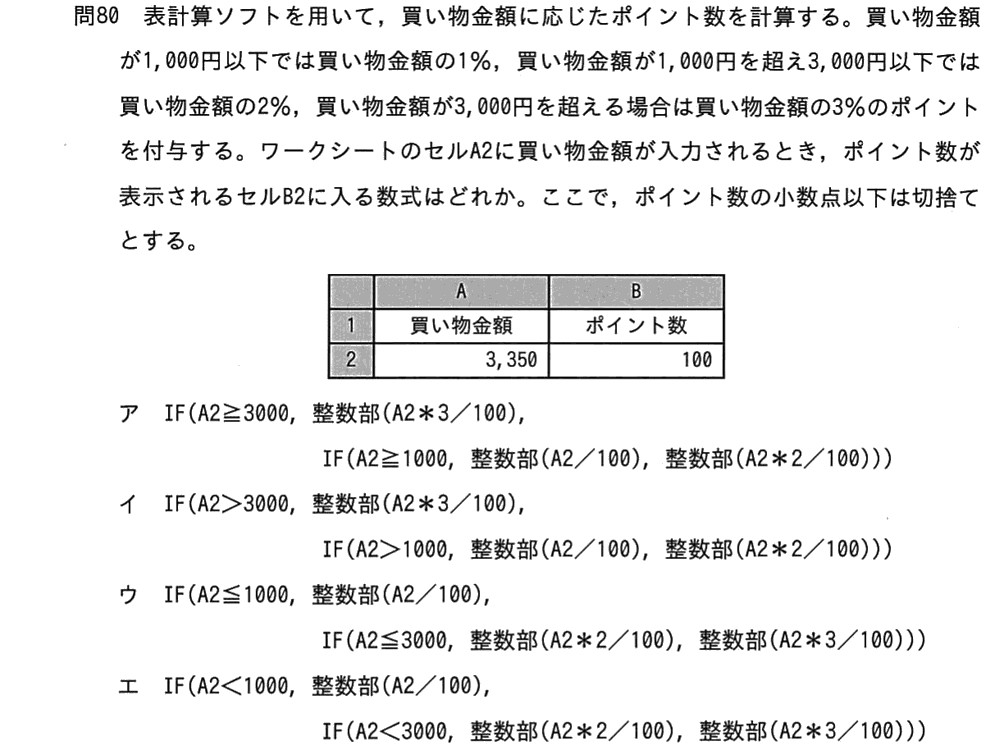 問80 表計算ソフトを用いて，買い物金額に応じたポイント数を計算する。買い物金額
が1,000円以下では買い物金額の1％，買い物金額が1,000円を超え3,000円以下では
買い物金額の2％，買い物金額が3,000円を超える場合は買い物金額の3％のポイント
を付与する。ワークシートのセルA2に買い物金額が入力されるとき，ポイント数が
表示されるセルB2に入る数式はどれか。ここで，ポイント数の小数点以下は切捨て
とする。
A B
1 買い物金額 ポイント数
2 3,350 100
ア IF(A2≧3000, 整数部(A2＊3／100),
IF(A2≧1000, 整数部(A2／100), 整数部(A2＊2／100)))
イ IF(A2＞3000, 整数部(A2＊3／100),
IF(A2＞1000, 整数部(A2／100), 整数部(A2＊2／100)))
ウ IF(A2≦1000, 整数部(A2／100),
IF(A2≦3000, 整数部(A2＊2／100), 整数部(A2＊3／100)))
エ IF(A2＜1000, 整数部(A2／100),
IF(A2＜3000, 整数部(A2＊2／100), 整数部(A2＊3／100)))